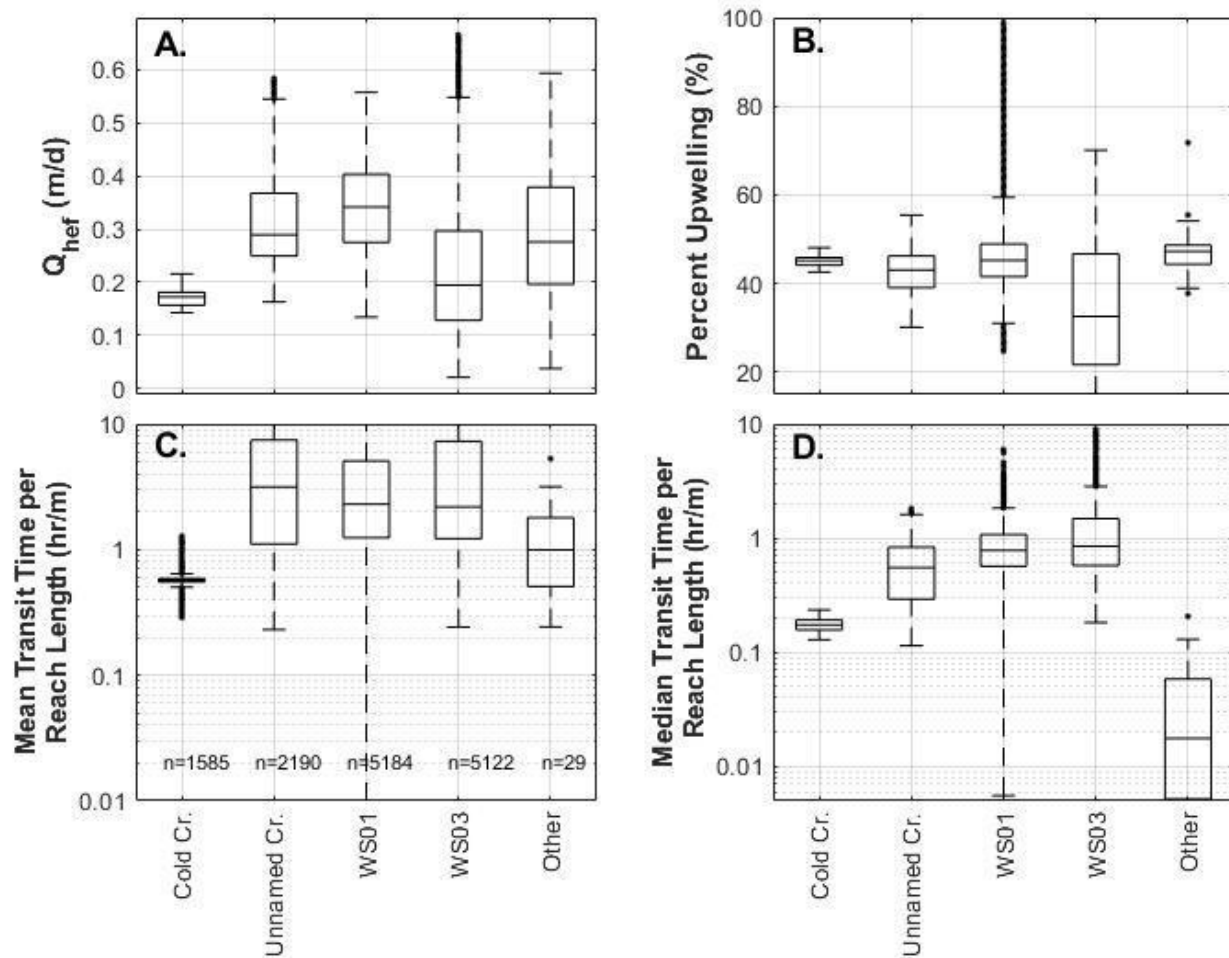 A.
Q_hef (m/d)
0.6
0.5
0.4
0.3
0.2
0.1
0
B.
Percent Upwelling (%)
100
80
60
40
20
C.
Mean Transit Time per
Reach Length (hr/m)
10
1
0.1
0.01
n=1585 n=2190 n=5184 n=5122 n=29
Cold Cr.
Unnamed Cr.
WS01
WS03
Other
D.
Median Transit Time per
Reach Length (hr/m)
10
1
0.1
0.01
Cold Cr.
Unnamed Cr.
WS01
WS03
Other